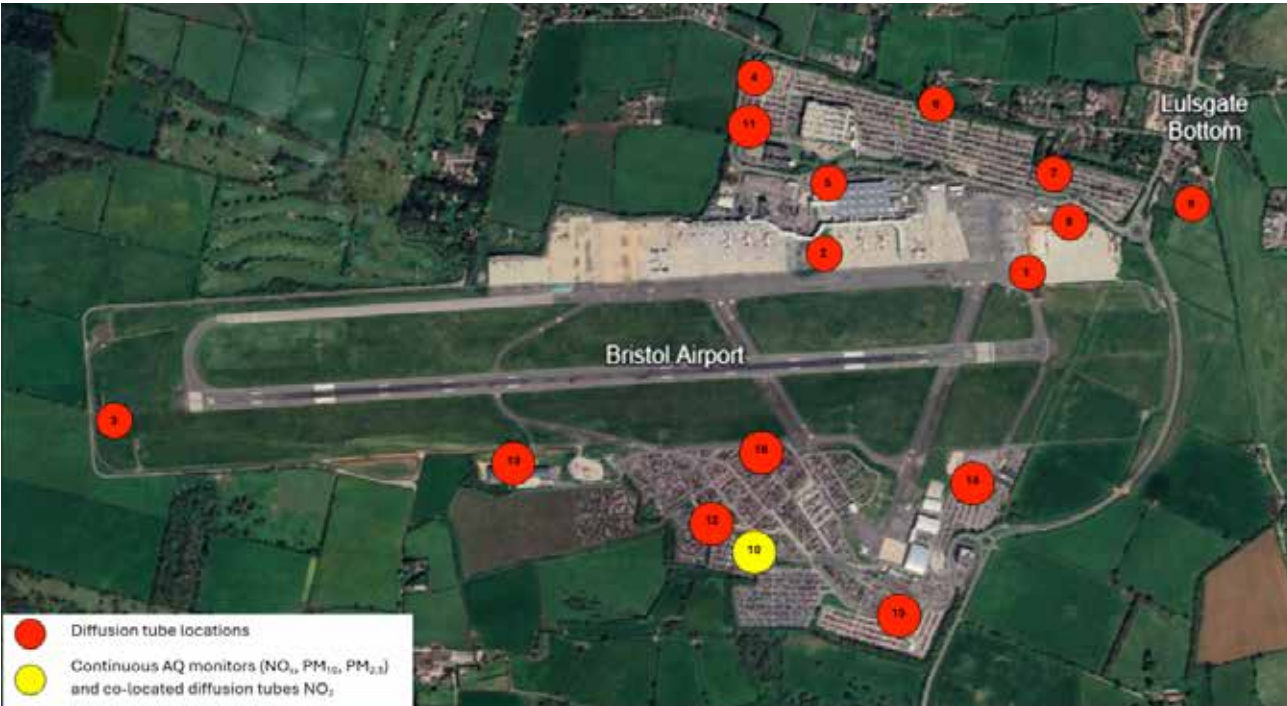 4
6
Lulsgate
Bottom
11
7
5
9
8
2
1
Bristol Airport
3
16
13
14
12
10
15
Diffusion tube locations
Continuous AQ monitors (NOₓ, PM₁₀, PM₂.₅)
and co-located diffusion tubes NO₂